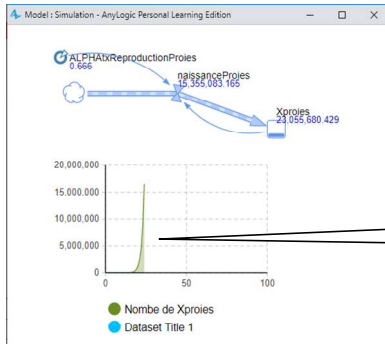 Model : Simulation - AnyLogic Personal Learning Edition
ALPHAtxReproductionProies
0.666
naissanceProies
15,355,083.165
Xproies
23,055,680.429
20,000,000
15,000,000
10,000,000
5,000,000
0
0 50 100
Nombe de Xproies
Dataset Title 1